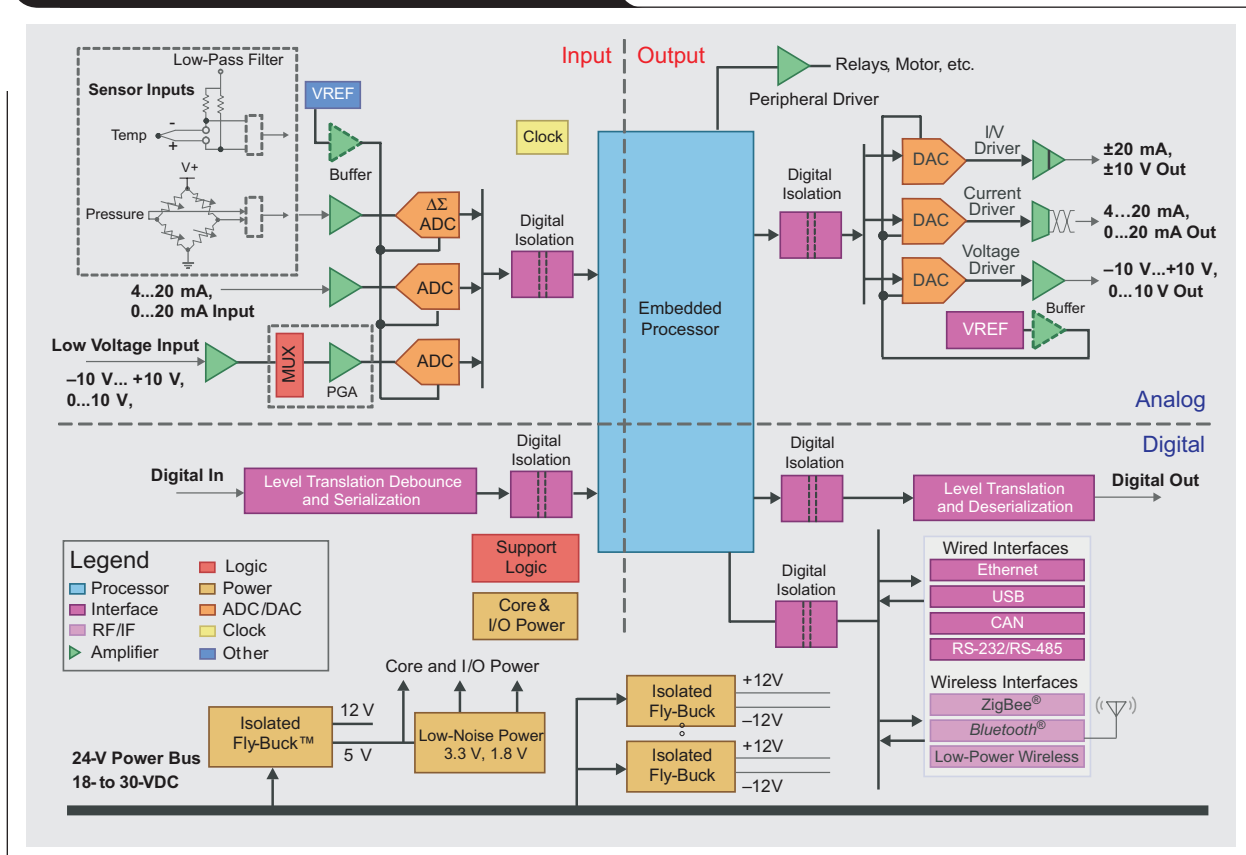 Input
Output
Low-Pass Filter
Sensor Inputs
Temp
-
+
V+
Pressure
VREF
Buffer
Clock
ΔΣ
ADC
Digital
Isolation
4...20 mA,
0...20 mA Input
ADC
Low Voltage Input
–10 V... +10 V,
0...10 V,
MUX
PGA
ADC
Embedded
Processor
Relays, Motor, etc.
Peripheral Driver
Digital
Isolation
DAC
I/V
Driver
±20 mA,
±10 V Out
DAC
Current
Driver
4...20 mA,
0...20 mA Out
DAC
Voltage
Driver
–10 V...+10 V,
0...10 V Out
VREF
Buffer
Analog
Digital
Digital In
Level Translation Debounce
and Serialization
Digital
Isolation
Digital
Isolation
Level Translation
and Deserialization
Digital Out
Legend
Processor
Interface
RF/IF
Amplifier
Logic
Power
ADC/DAC
Clock
Other
Support
Logic
Core &
I/O Power
Digital
Isolation
Wired Interfaces
Ethernet
USB
CAN
RS-232/RS-485
Wireless Interfaces
ZigBee®
Bluetooth®
Low-Power Wireless
Core and I/O Power
Isolated
Fly-Buck™
12 V
5 V
Low-Noise Power
3.3 V, 1.8 V
24-V Power Bus
18- to 30-VDC
Isolated
Fly-Buck
+12V
–12V
Isolated
Fly-Buck
+12V
–12V